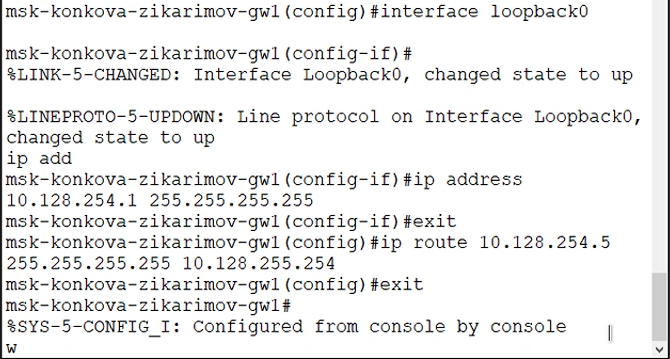 msk-konkova-zikarimov-gw1(config)#interface loopback0
msk-konkova-zikarimov-gw1(config-if)#
%LINK-5-CHANGED: Interface Loopback0, changed state to up
%LINEPROTO-5-UPDOWN: Line protocol on Interface Loopback0,
changed state to up
ip add
msk-konkova-zikarimov-gw1(config-if)#ip address
10.128.254.1 255.255.255.255
msk-konkova-zikarimov-gw1(config-if)#exit
msk-konkova-zikarimov-gw1(config)#ip route 10.128.254.5
255.255.255.255 10.128.255.254
msk-konkova-zikarimov-gw1(config)#exit
msk-konkova-zikarimov-gw1#
%SYS-5-CONFIG_I: Configured from console by console
w